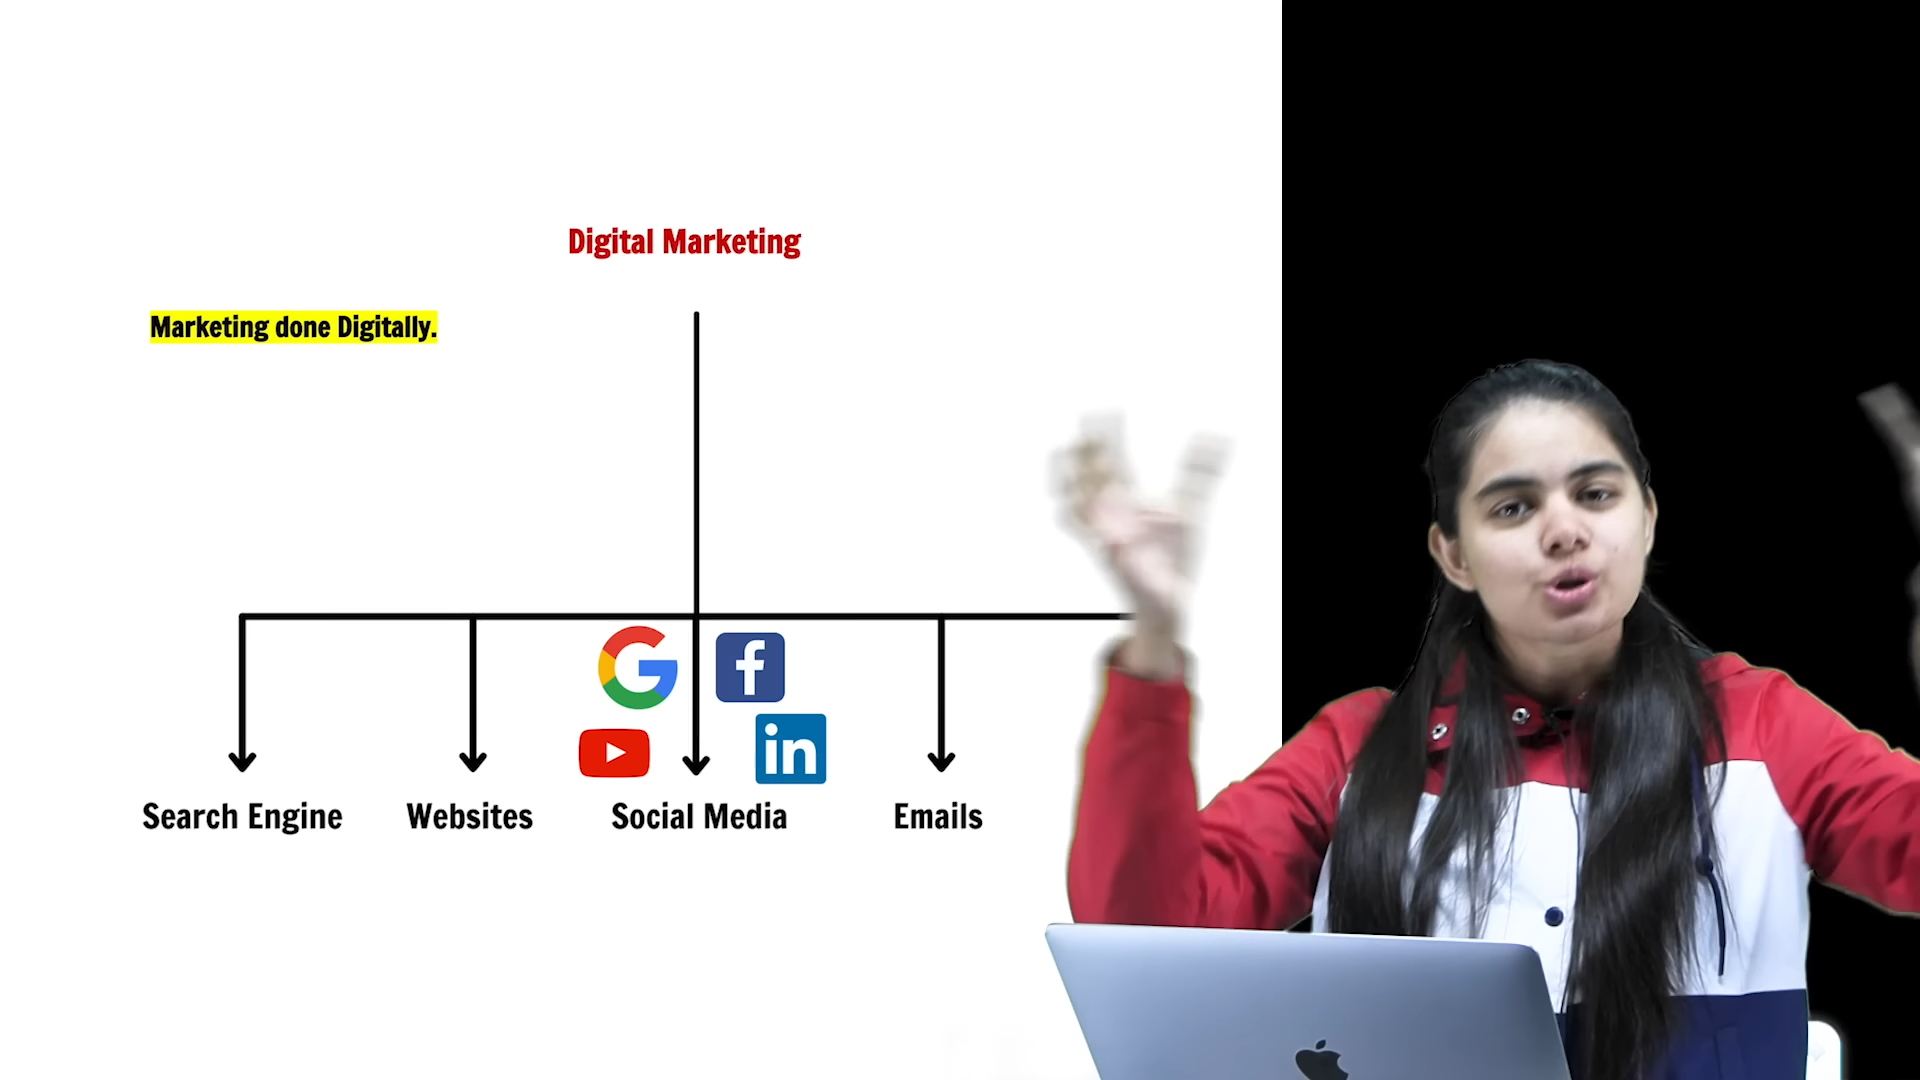 Digital Marketing
Marketing done Digitally.
Search Engine
Websites
Social Media
Emails